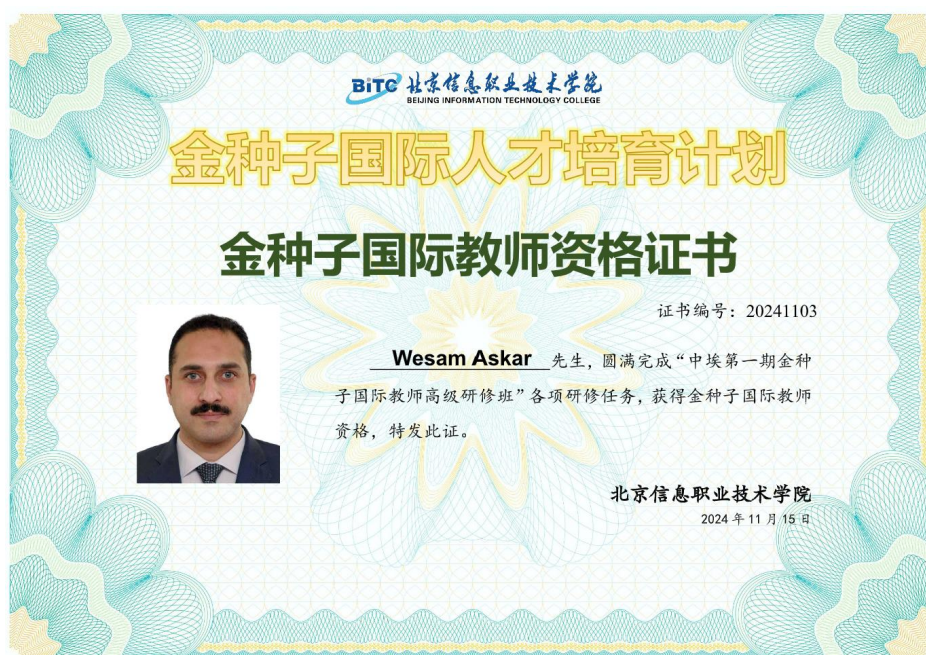 BITC 北京信息职业技术学院
BEIJING INFORMATION TECHNOLOGY COLLEGE
金种子国际人才培育计划
金种子国际教师资格证书
证书编号：20241103
Wesam Askar 先生，圆满完成“中埃第一期金种
子国际教师高级研修班”各项研修任务，获得金种子国际教师
资格，特发此证。
北京信息职业技术学院
2024 年 11 月 15 日